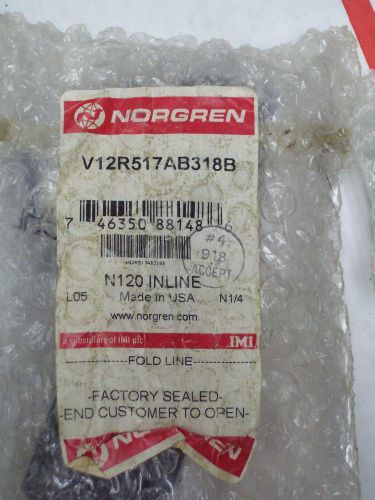 NORGREN
V12R517AB318B
7 46350 88148 6
#4
918
ACCEPT
V12R517AB318B
N120 INLINE
L05 Made in USA N1/4
www.norgren.com
a subsidiary of IMI plc IMI
FOLD LINE
-FACTORY SEALED-
-END CUSTOMER TO OPEN-
NORGREN